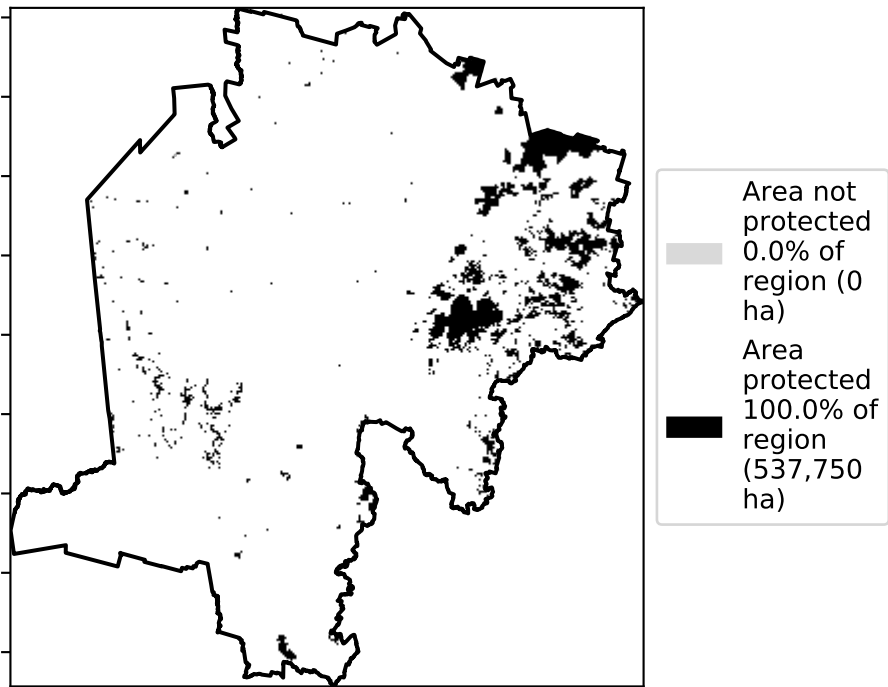 Area not
protected
0.0% of
region (0
ha)
Area
protected
100.0% of
region
(537,750
ha)